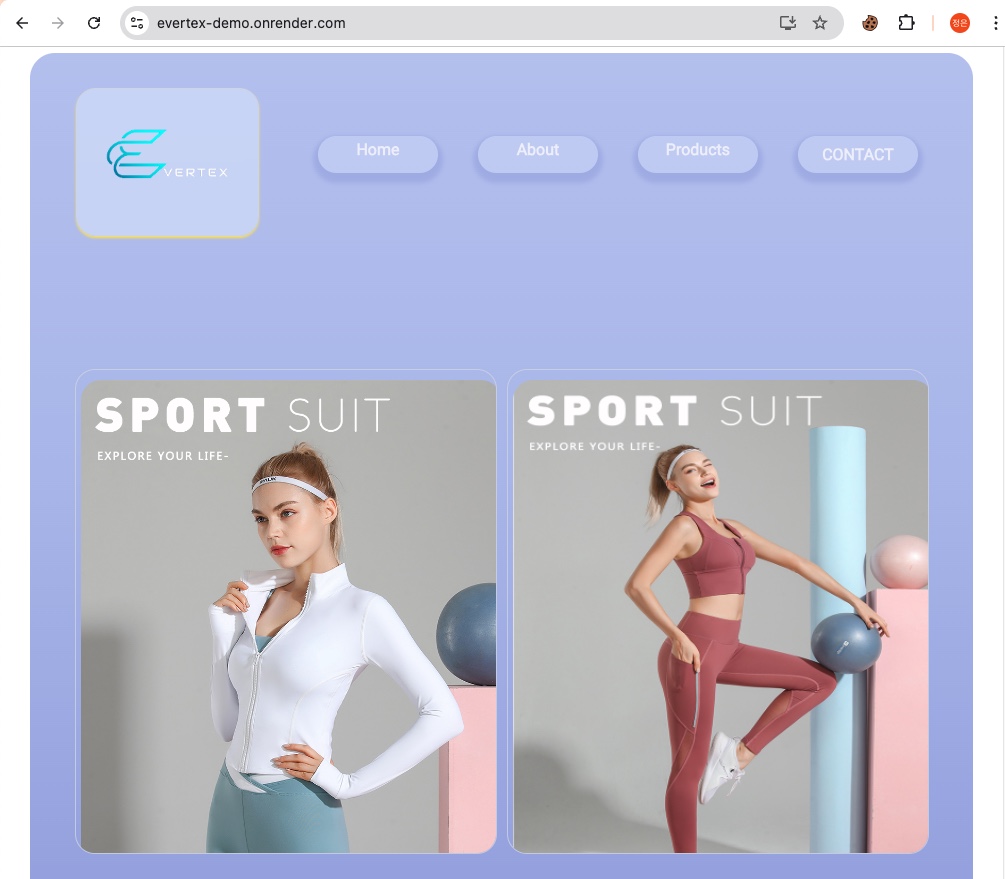 evertex-demo.onrender.com
정은
VERTEX
Home
About
Products
CONTACT
SPORT SUIT
EXPLORE YOUR LIFE-
SPORT SUIT
EXPLORE YOUR LIFE-